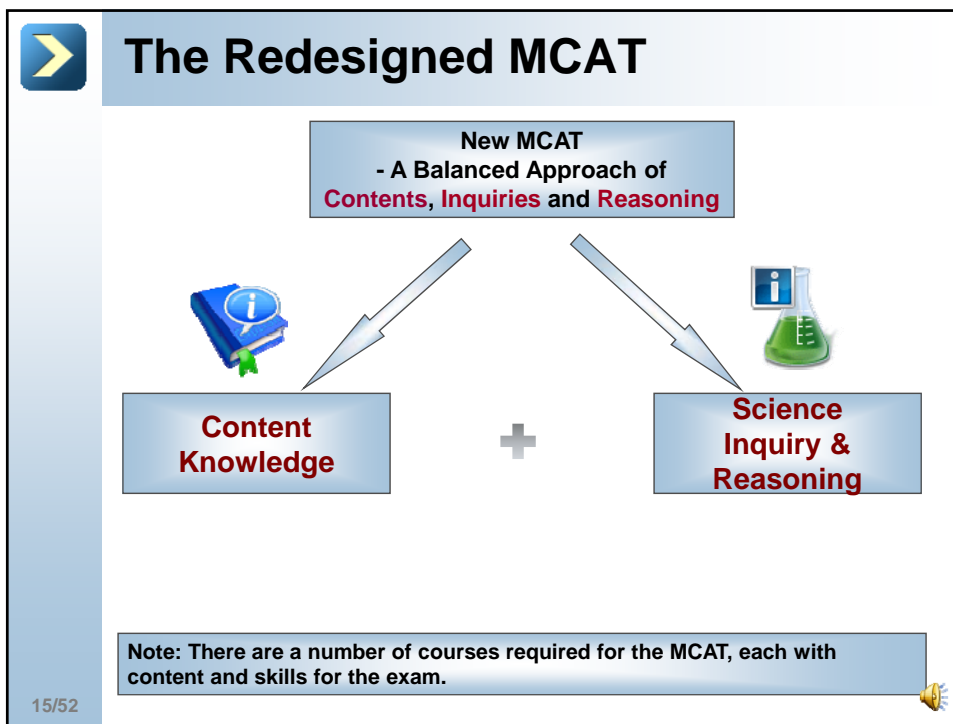 The Redesigned MCAT
New MCAT
- A Balanced Approach of
Contents, Inquiries and Reasoning
i
i
Content
Knowledge
Science
Inquiry &
Reasoning
Note: There are a number of courses required for the MCAT, each with
content and skills for the exam.
15/52